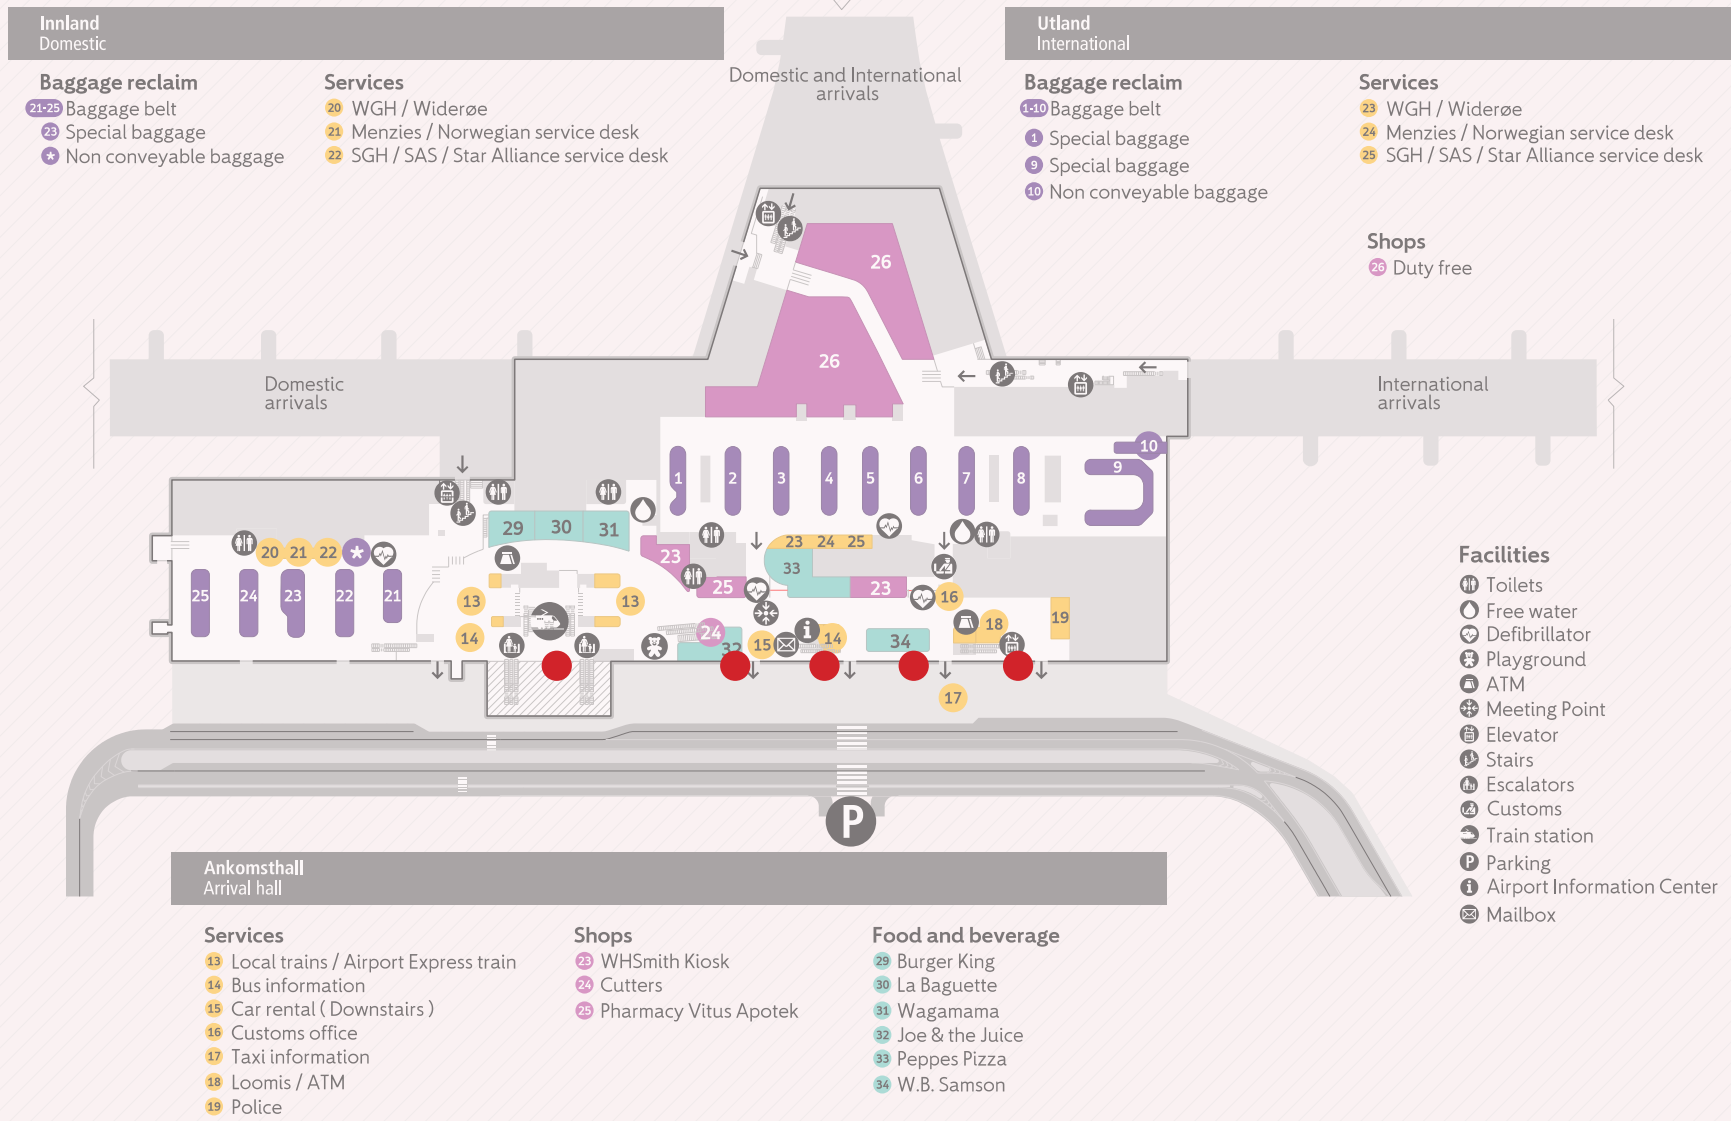 Innland
Domestic
Baggage reclaim
21-25 Baggage belt
23 Special baggage
* Non conveyable baggage
Services
20 WGH / Widerøe
21 Menzies / Norwegian service desk
22 SGH / SAS / Star Alliance service desk
Domestic and International
arrivals
Utland
International
Baggage reclaim
1-10 Baggage belt
1 Special baggage
9 Special baggage
10 Non conveyable baggage
Services
23 WGH / Widerøe
24 Menzies / Norwegian service desk
25 SGH / SAS / Star Alliance service desk
Shops
26 Duty free
26
26
Domestic
arrivals
International
arrivals
10
1 2 3 4 5 6 7 8 9
29 30 31
23 24 25
20 21 22 *
23
33
25
23
25 24 23 22 21
13
13
16
14
24
32
15
i
14
34
18
19
17
P
Facilities
Toilets
Free water
Defibrillator
Playground
ATM
Meeting Point
Elevator
Stairs
Escalators
Customs
Train station
P Parking
i Airport Information Center
Mailbox
Ankomsthall
Arrival hall
Services
13 Local trains / Airport Express train
14 Bus information
15 Car rental ( Downstairs )
16 Customs office
17 Taxi information
18 Loomis / ATM
19 Police
Shops
23 WHSmith Kiosk
24 Cutters
25 Pharmacy Vitus Apotek
Food and beverage
29 Burger King
30 La Baguette
31 Wagamama
32 Joe & the Juice
33 Peppes Pizza
34 W.B. Samson